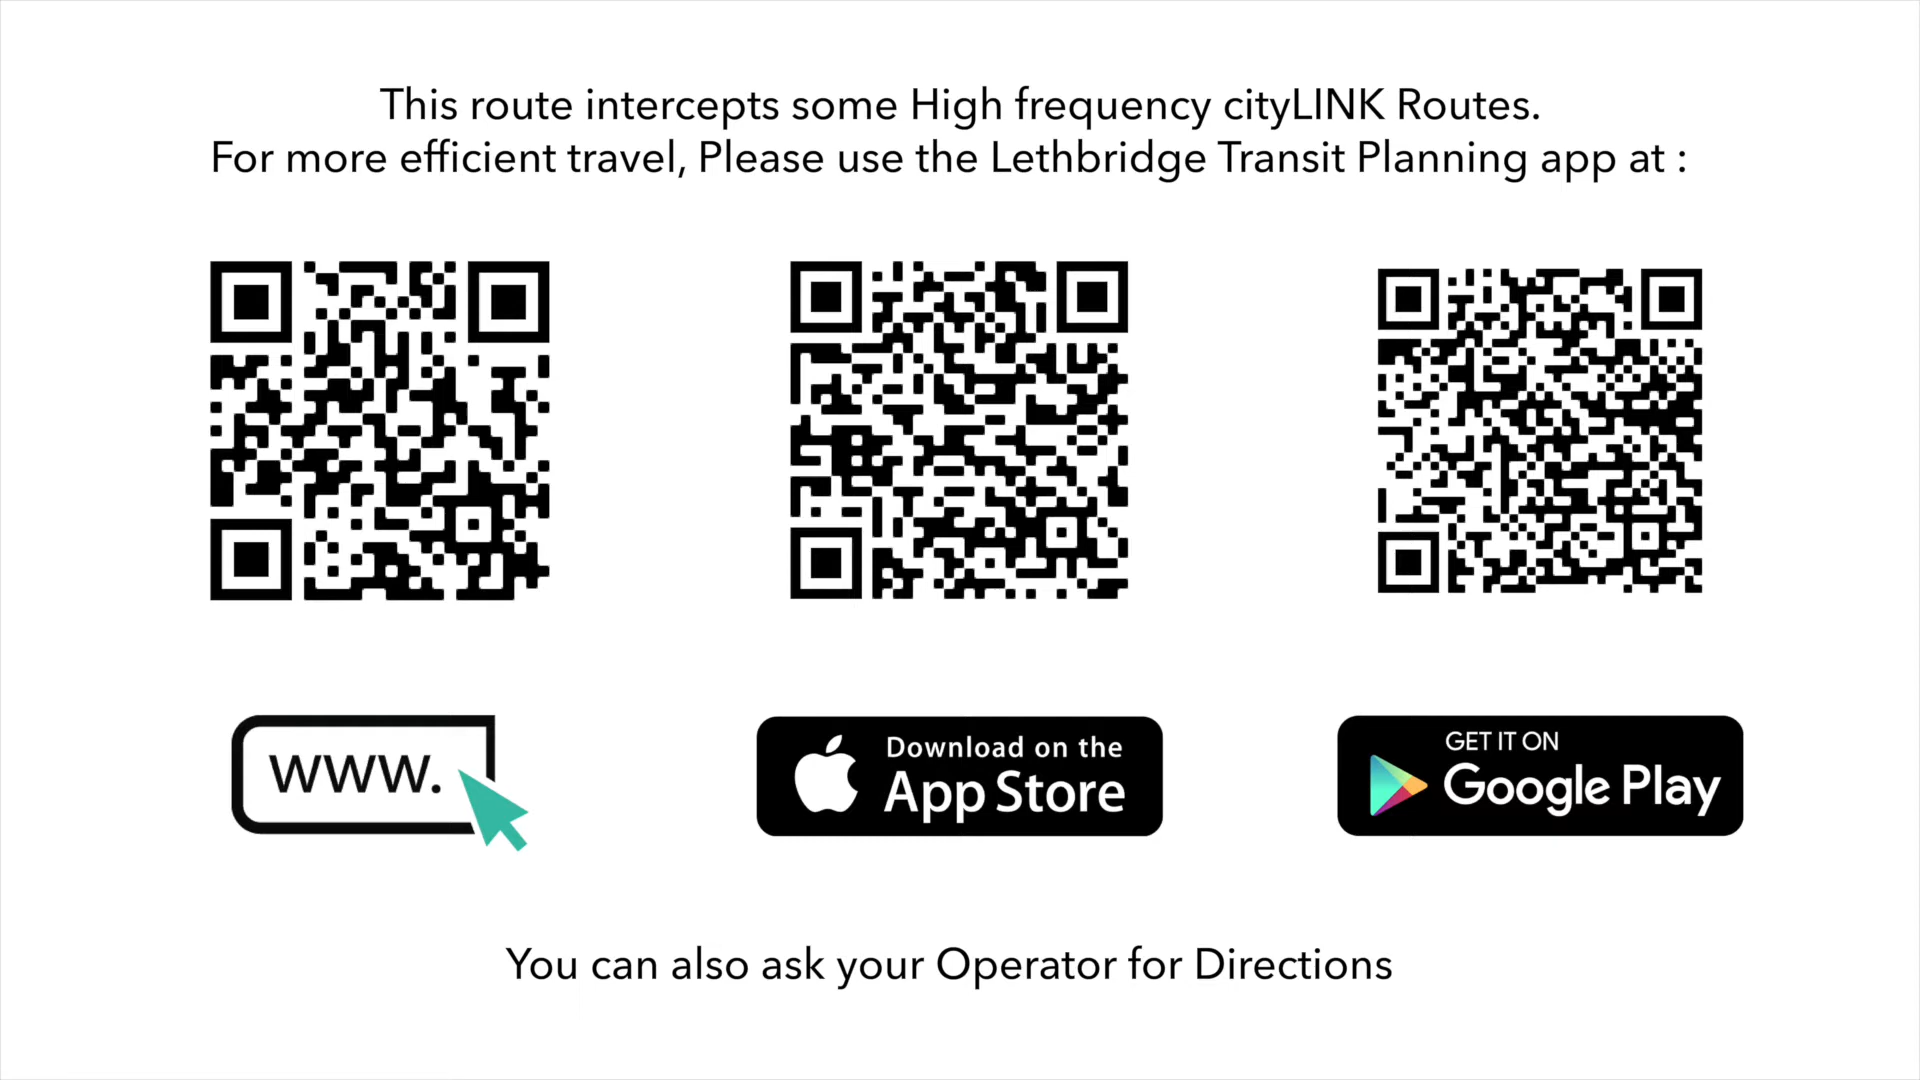 This route intercepts some High frequency cityLINK Routes.
For more efficient travel, Please use the Lethbridge Transit Planning app at :
www.
Download on the
App Store
GET IT ON
Google Play
You can also ask your Operator for Directions